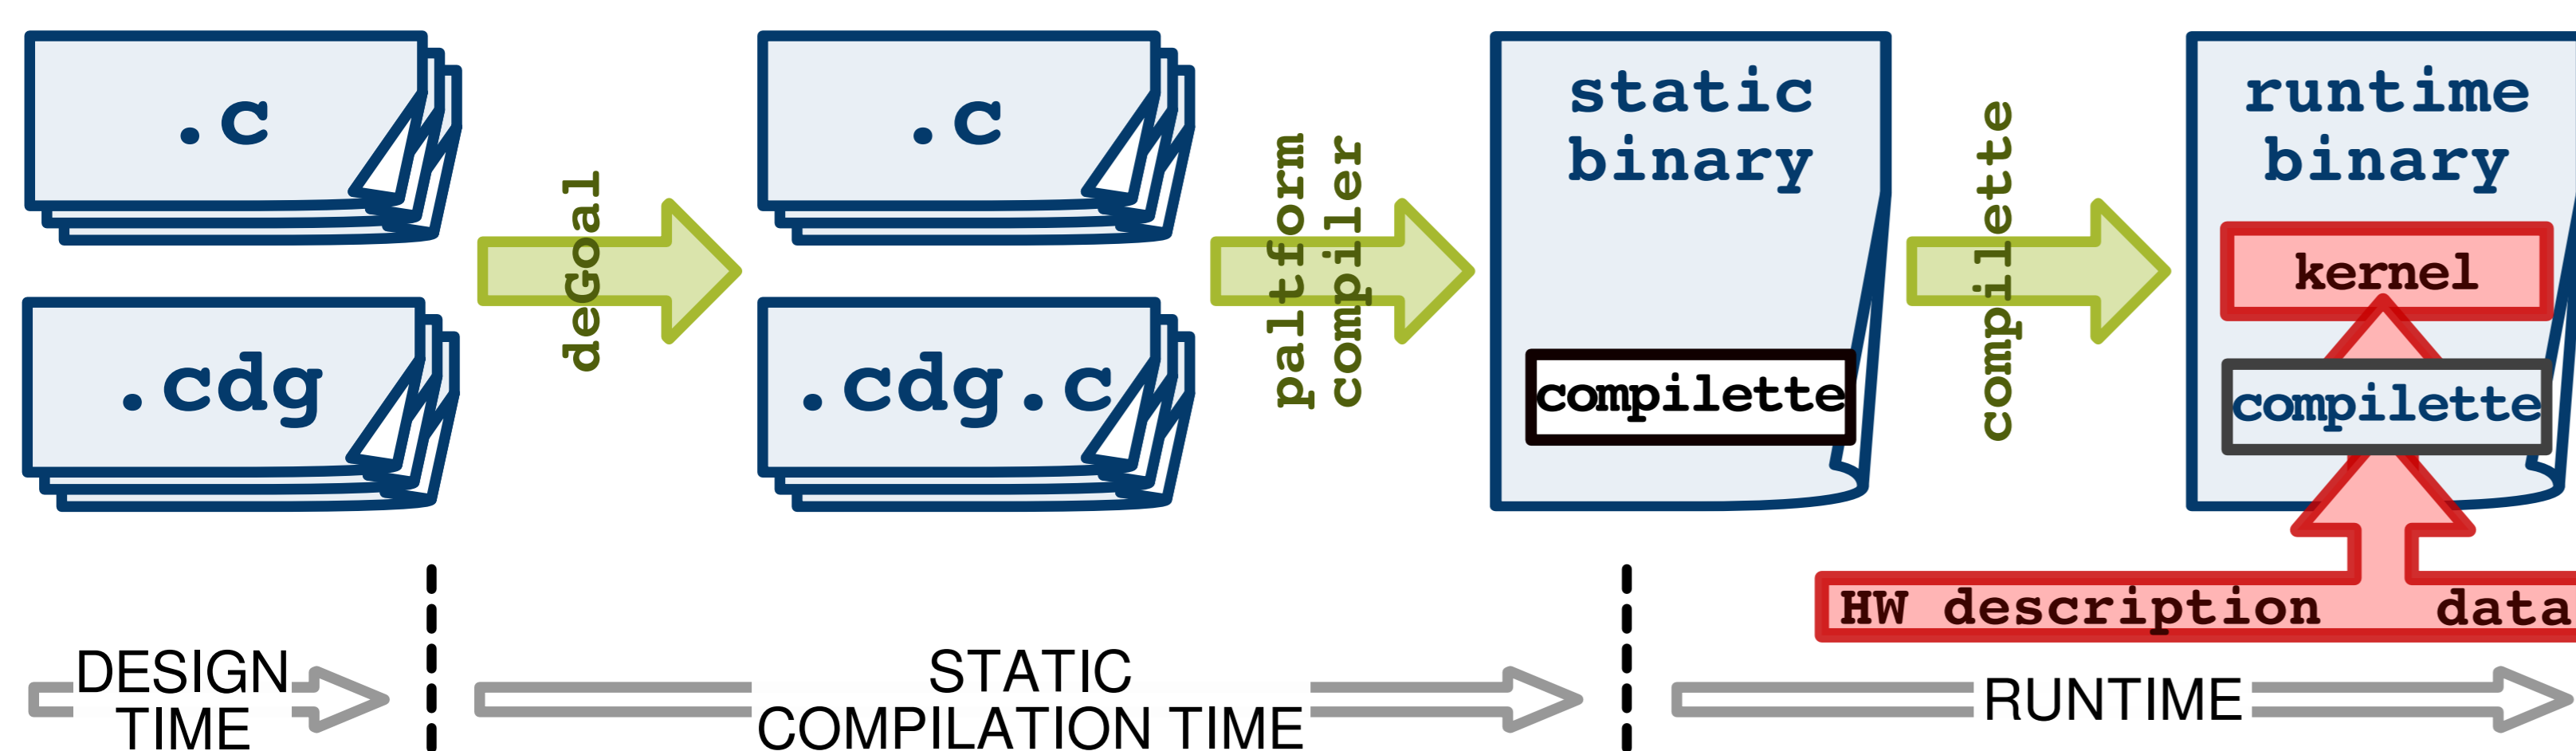 .c
.cdg
deGoal
.c
.cdg.c
paltform
compiler
static
binary
compilette
compilette
runtime
binary
kernel
compilette
HW description data
DESIGN
TIME
STATIC
COMPILATION TIME
RUNTIME